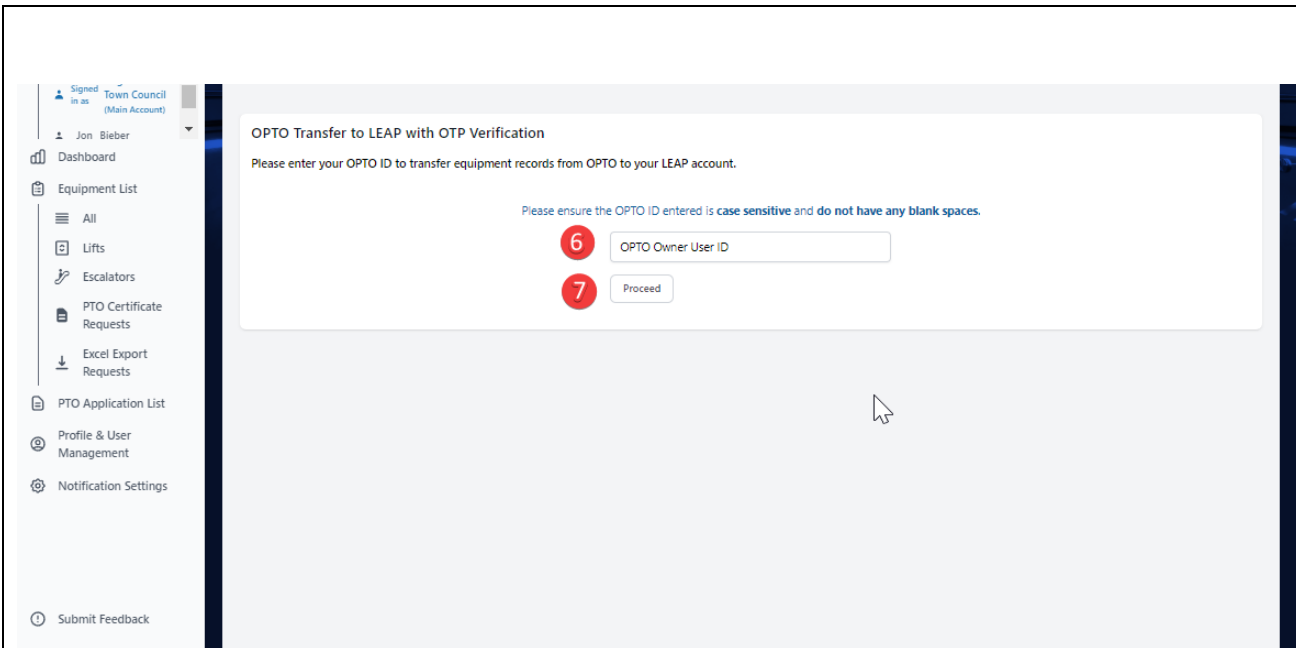 Signed in as
Town Council
(Main Account)
Jon Bieber
Dashboard
Equipment List
All
Lifts
Escalators
PTO Certificate
Requests
Excel Export
Requests
PTO Application List
Profile & User
Management
Notification Settings
Submit Feedback
OPTO Transfer to LEAP with OTP Verification
Please enter your OPTO ID to transfer equipment records from OPTO to your LEAP account.
Please ensure the OPTO ID entered is case sensitive and do not have any blank spaces.
6 OPTO Owner User ID
7 Proceed